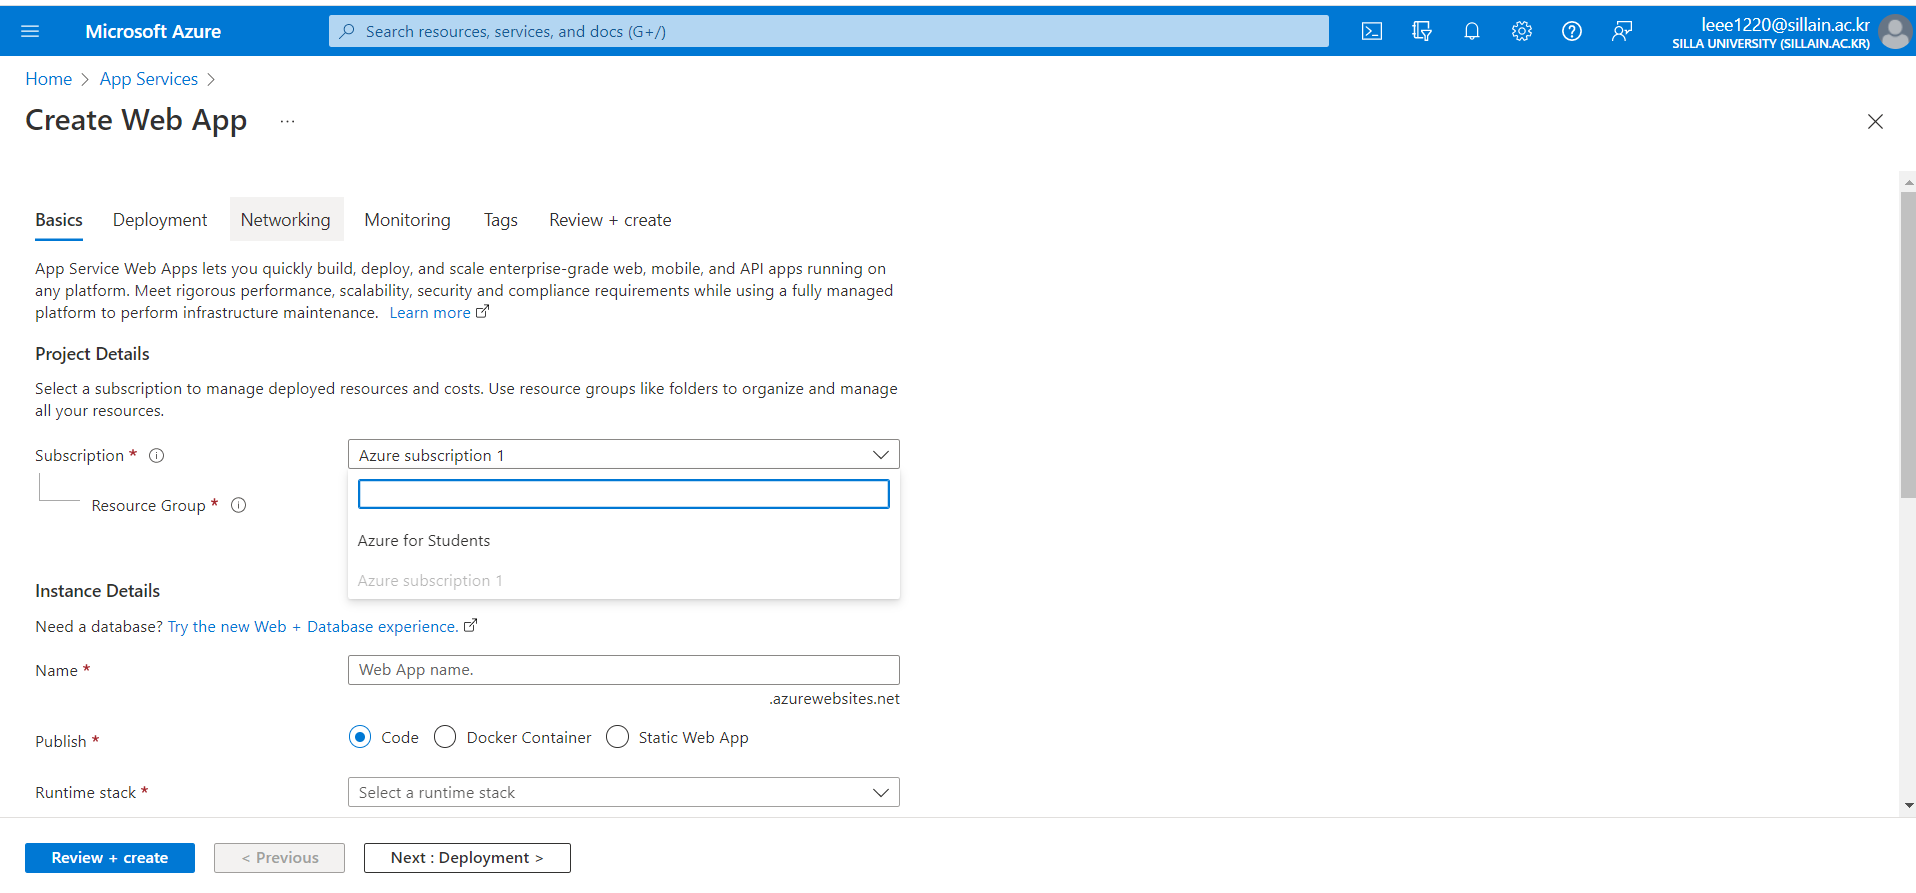 Microsoft Azure
Search resources, services, and docs (G+/)
leee1220@sillain.ac.kr
SILLA UNIVERSITY (SILLAIN.AC.KR)
Home > App Services >
Create Web App ...
Basics Deployment Networking Monitoring Tags Review + create
App Service Web Apps lets you quickly build, deploy, and scale enterprise-grade web, mobile, and API apps running on
any platform. Meet rigorous performance, scalability, security and compliance requirements while using a fully managed
platform to perform infrastructure maintenance. Learn more
Project Details
Select a subscription to manage deployed resources and costs. Use resource groups like folders to organize and manage
all your resources.
Subscription *
Azure subscription 1
Resource Group *
Azure for Students
Azure subscription 1
Instance Details
Need a database? Try the new Web + Database experience.
Name *
Web App name.
.azurewebsites.net
Publish *
Code Docker Container Static Web App
Runtime stack *
Select a runtime stack
Review + create
< Previous
Next : Deployment >